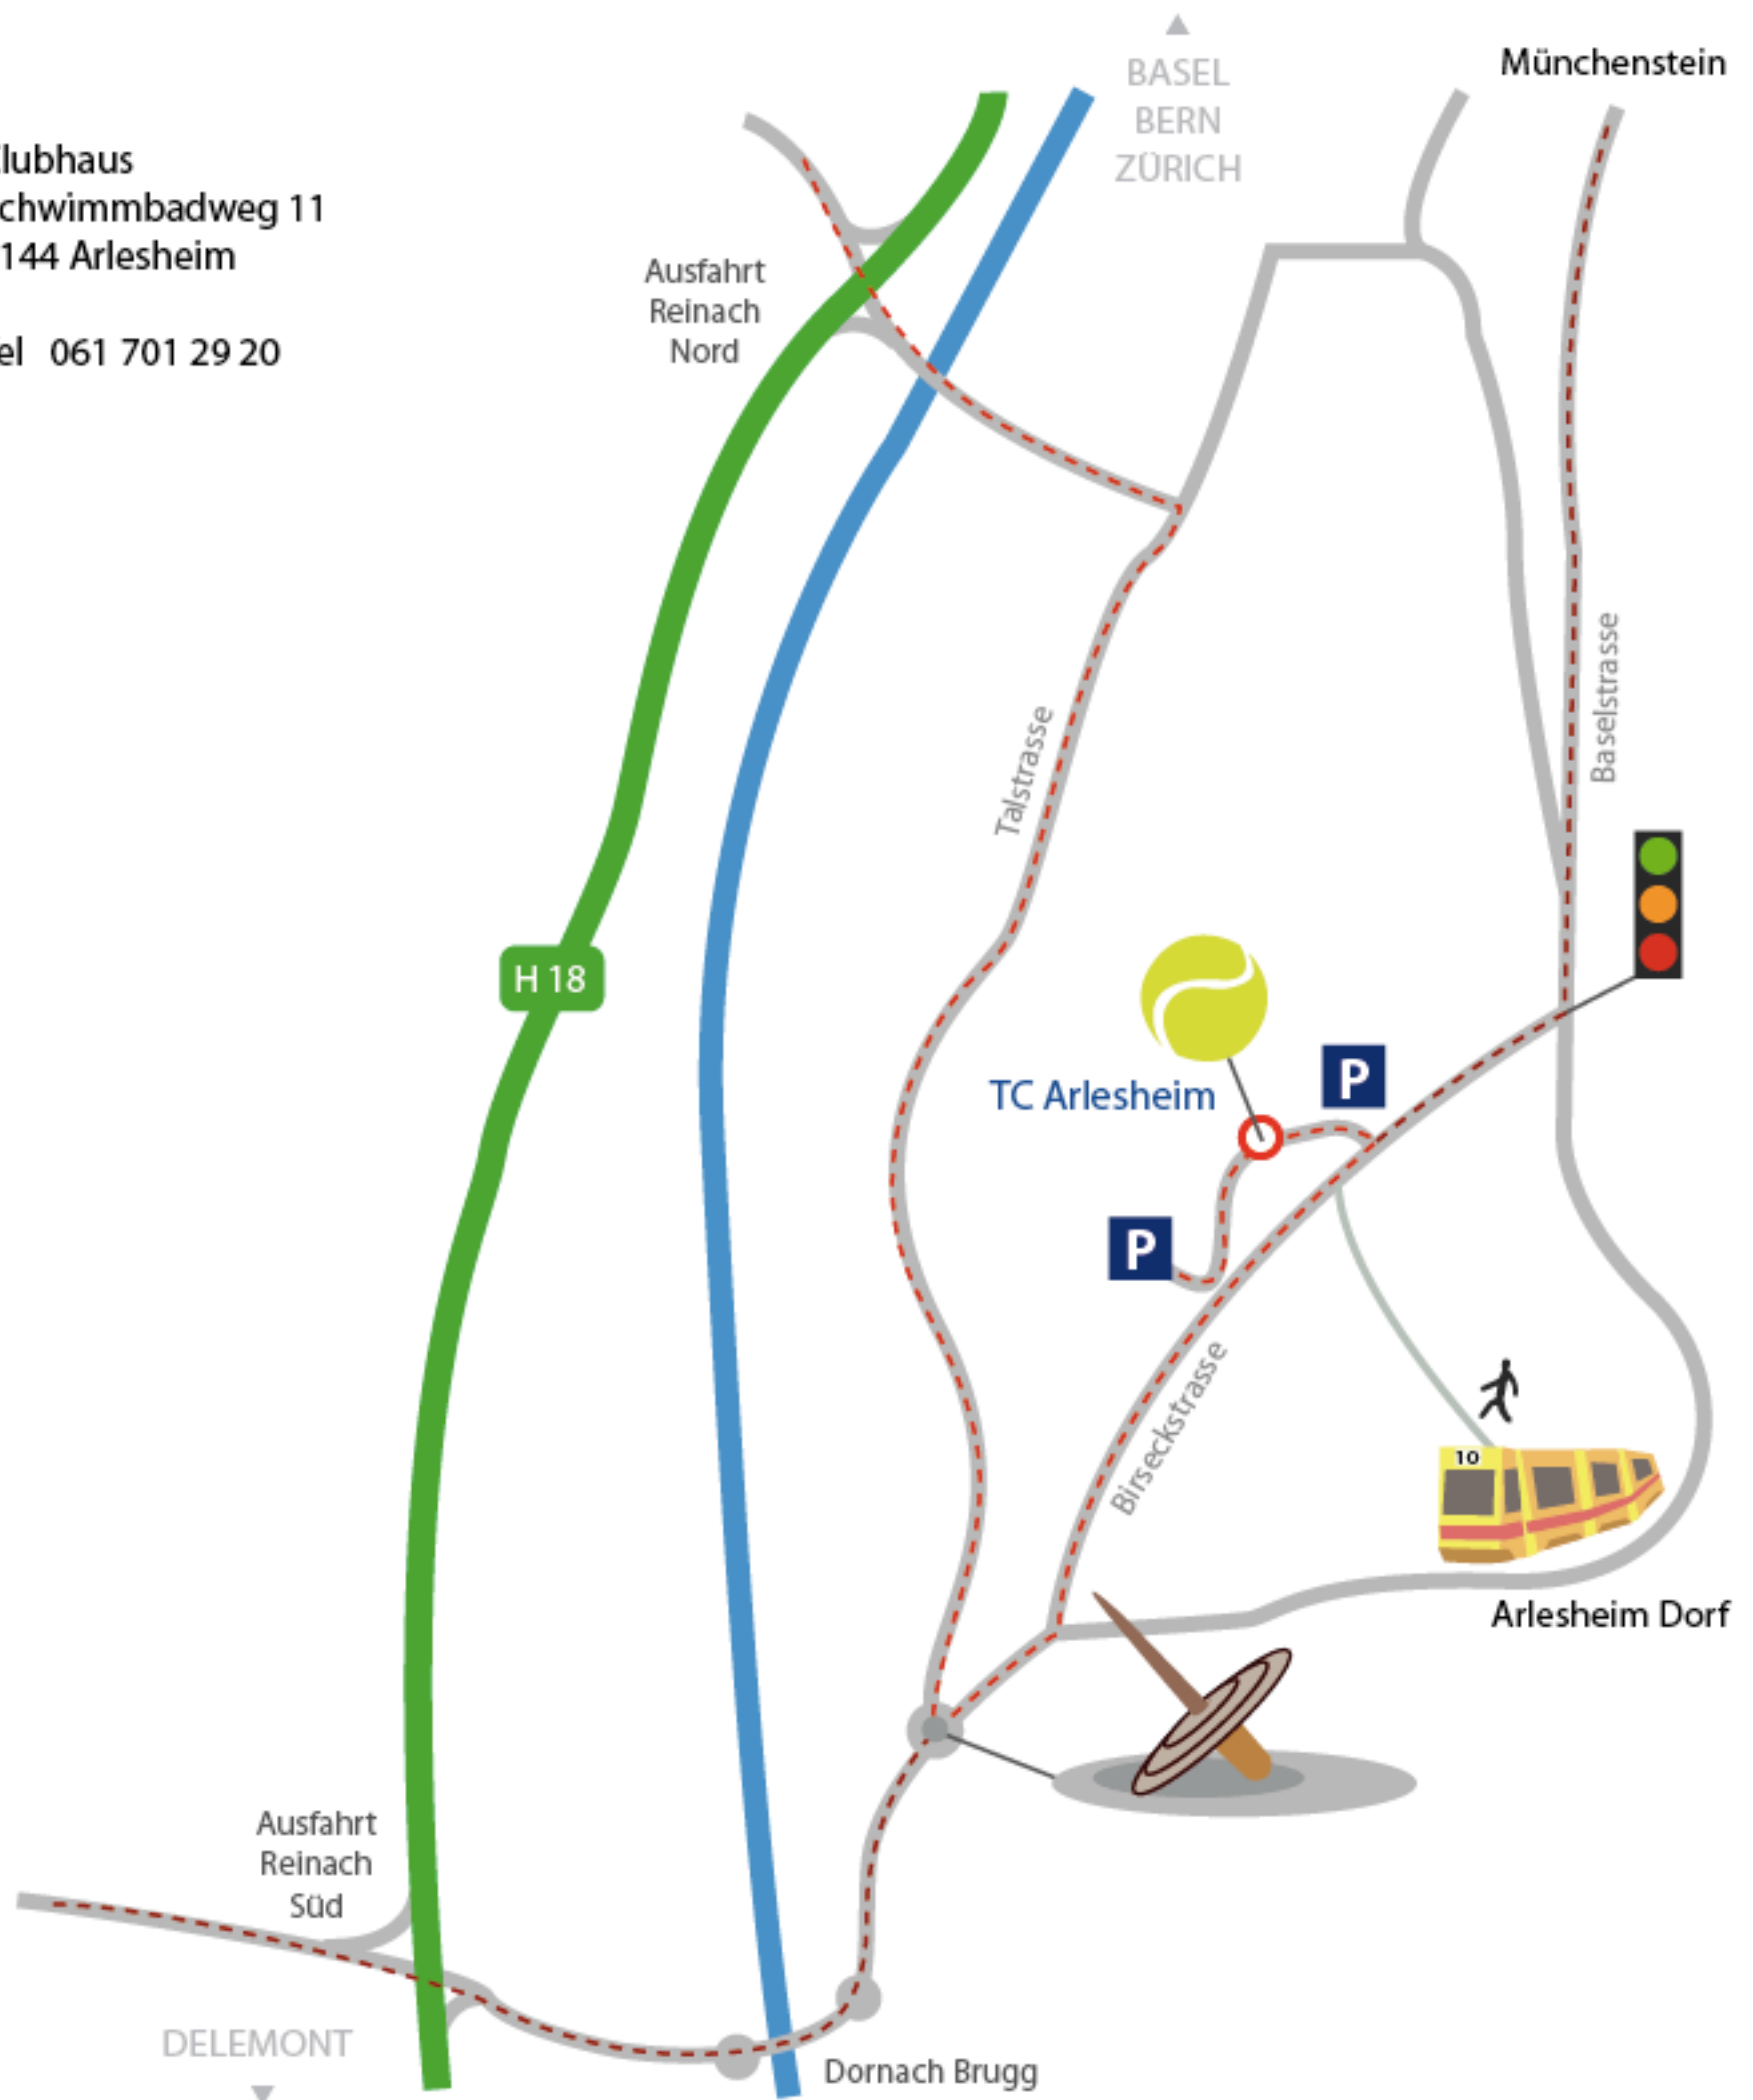 BASEL
BERN
ZÜRICH
Münchenstein
lubhaus
chwimmbadweg 11
144 Arlesheim
el 061 701 29 20
Ausfahrt
Reinach
Nord
Talstrasse
Baselstrasse
H 18
TC Arlesheim
P
P
Birseckstrasse
10
Arlesheim Dorf
Ausfahrt
Reinach
Süd
DELEMONT
Dornach Brugg